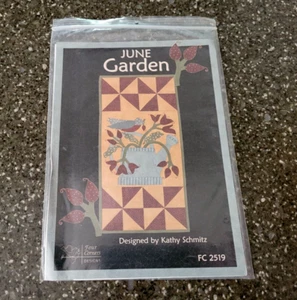 JUNE
Garden
Designed by Kathy Schmitz
FC 2519